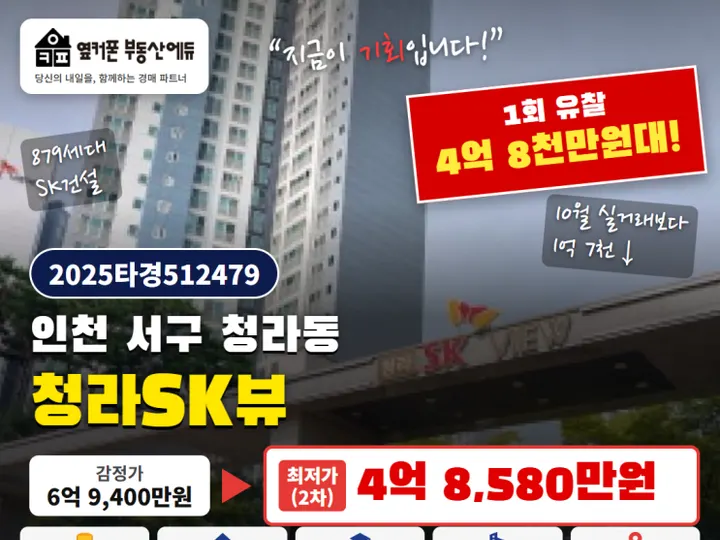 옆커폰 부동산에듀
당신의 내일을, 함께하는 경매 파트너
"지금이 기회입니다!"
1회 유찰
4억 8천만원대!
879세대
SK건설
10월 실거래보다
1억 7천↓
2025타경512479
인천 서구 청라동
청라SK뷰
SK VIEW
감정가
6억 9,400만원
최저가
(2차)
4억 8,580만원